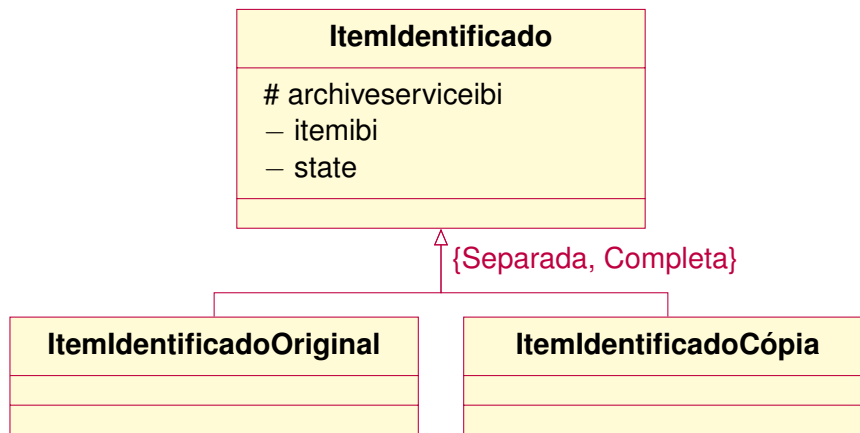 ItemIdentificado
# archiveserviceibi
− itemibi
− state
{Separada, Completa}
ItemIdentificadoOriginal
ItemIdentificadoCópia